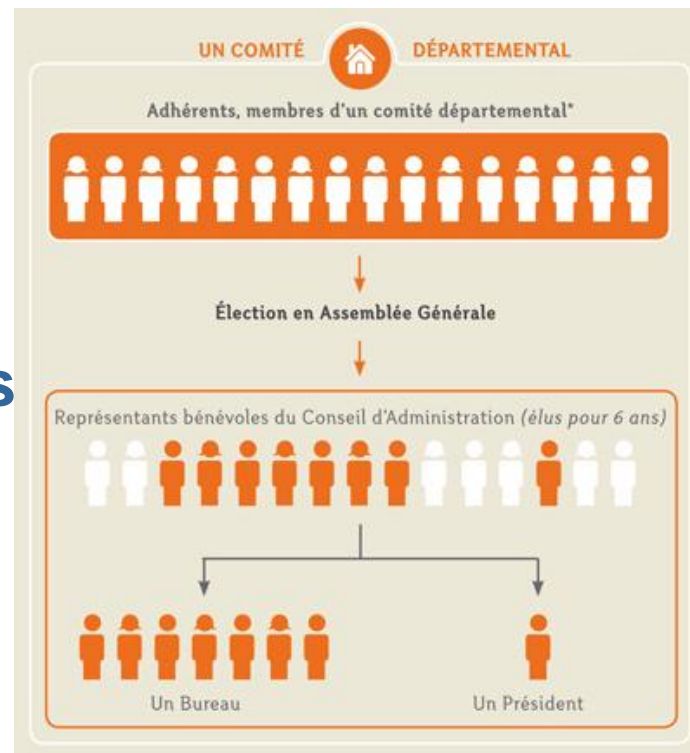 UN COMITÉ DÉPARTEMENTAL
Adhérents, membres d'un comité départemental*
Élection en Assemblée Générale
s
Représentants bénévoles du Conseil d'Administration (élus pour 6 ans)
Un Bureau Un Président